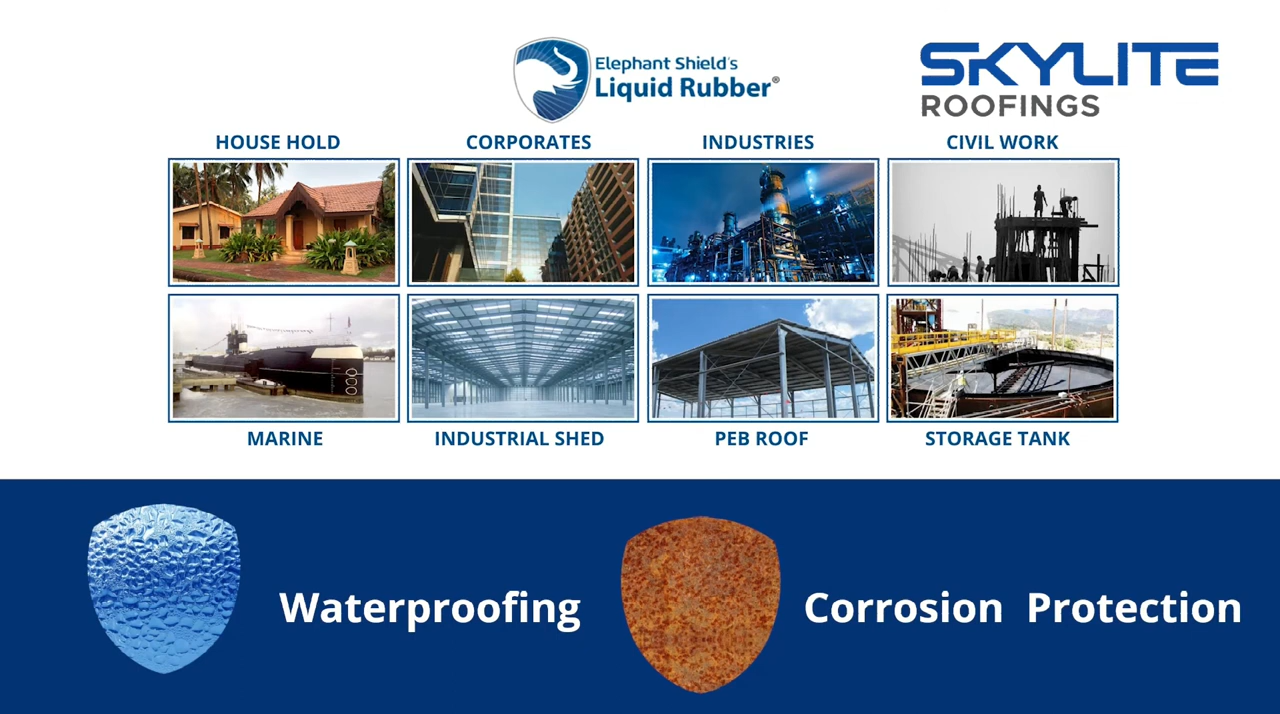 Elephant Shield's
Liquid Rubber®
SKYLITE
ROOFINGS
HOUSE HOLD
CORPORATES
INDUSTRIES
CIVIL WORK
MARINE
INDUSTRIAL SHED
PEB ROOF
STORAGE TANK
Waterproofing
Corrosion Protection